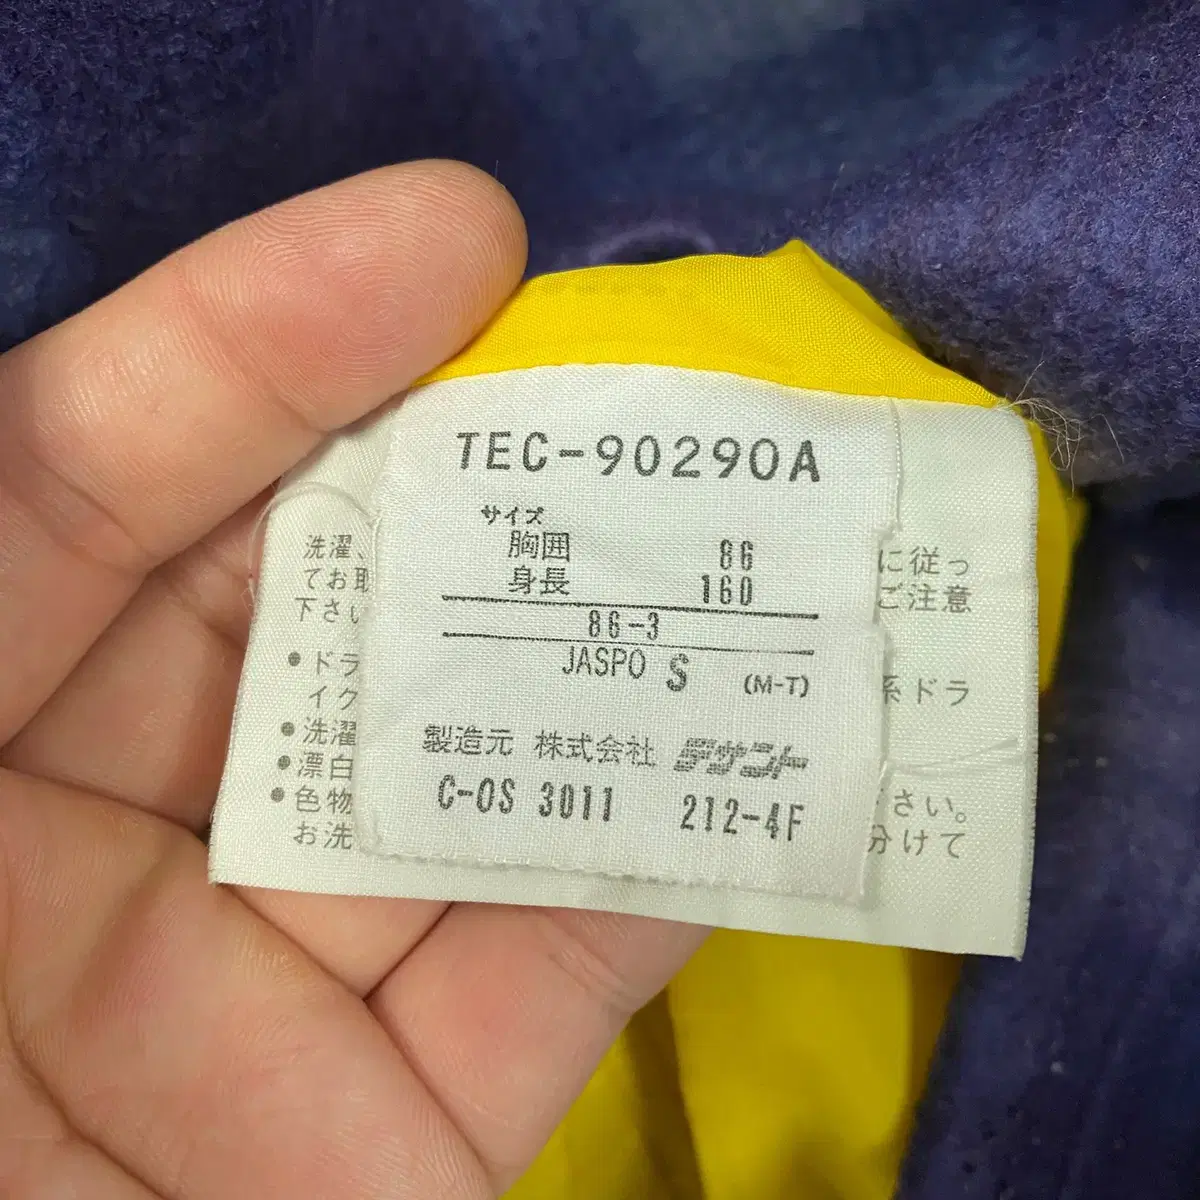 TEC-90290A
サイズ
胸囲 86
身長 160
86-3
JASPO S (M-T)
製造元 株式会社 デサント
C-OS 3011 212-4F
洗濯、
に従っ
てお取
ご注意
下さい
●ドラ
系ドラ
イク
●洗濯
●漂白
●色物
さい。
お洗
分けて